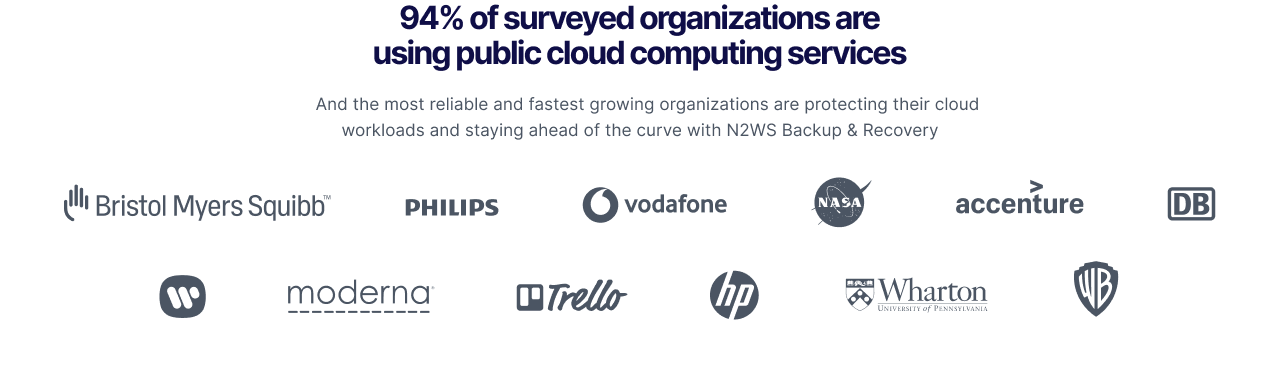 94% of surveyed organizations are
using public cloud computing services
And the most reliable and fastest growing organizations are protecting their cloud
workloads and staying ahead of the curve with N2WS Backup & Recovery
Bristol Myers Squibb™ PHILIPS vodafone NASA accenture DB
moderna® Trello hp Wharton WB
UNIVERSITY of PENNSYLVANIA